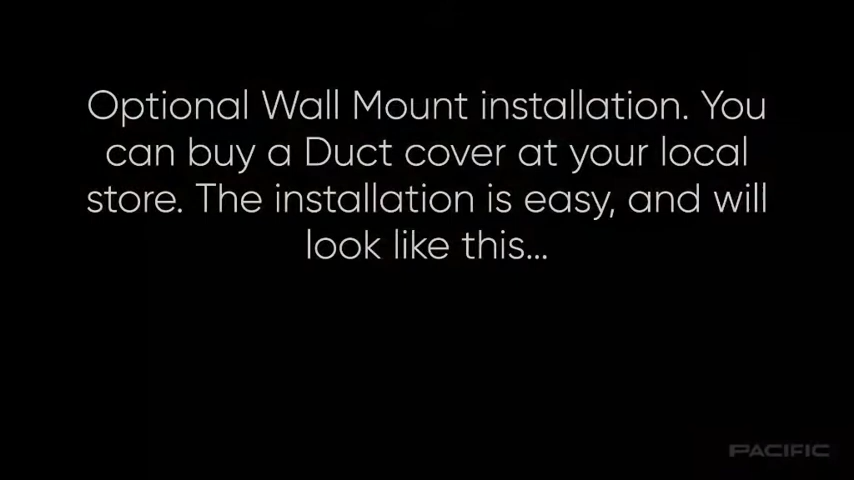 Optional Wall Mount installation. You
can buy a Duct cover at your local
store. The installation is easy, and will
look like this...
PACIFIC